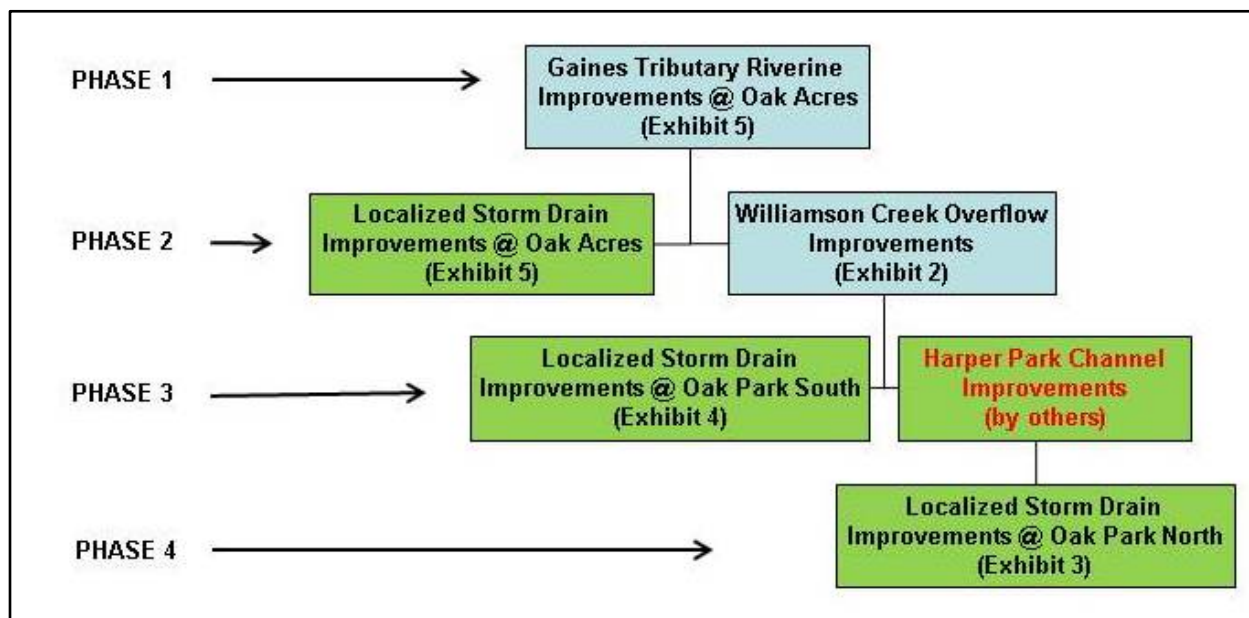 PHASE 1
Gaines Tributary Riverine
Improvements @ Oak Acres
(Exhibit 5)
PHASE 2
Localized Storm Drain
Improvements @ Oak Acres
(Exhibit 5)
Williamson Creek Overflow
Improvements
(Exhibit 2)
PHASE 3
Localized Storm Drain
Improvements @ Oak Park South
(Exhibit 4)
Harper Park Channel
Improvements
(by others)
PHASE 4
Localized Storm Drain
Improvements @ Oak Park North
(Exhibit 3)